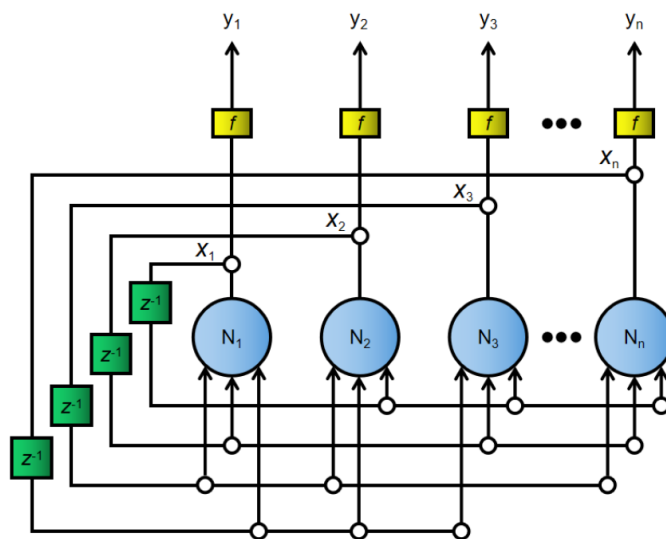 y₁ y₂ y₃ yₙ
f f f ••• f
xₙ
x₃
x₂
x₁
z⁻¹
N₁ N₂ N₃ ••• Nₙ
z⁻¹
z⁻¹
z⁻¹